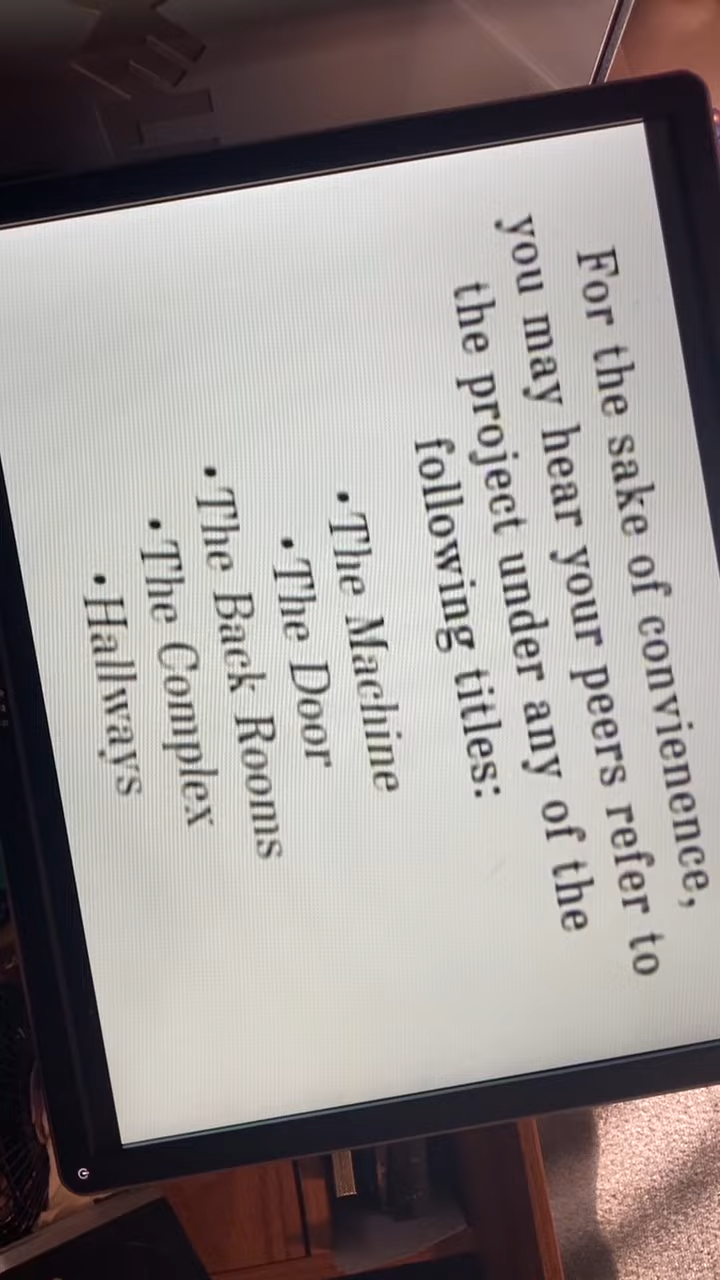 For the sake of convienence,
you may hear your peers refer to
the project under any of the
following titles:
•The Machine
•The Door
•The Back Rooms
•The Complex
•Hallways